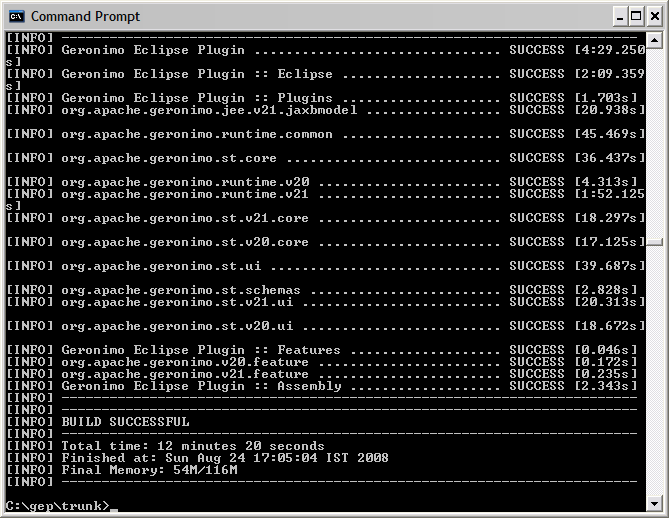 Command Prompt
[INFO] ------------------------------------------------------------------------
[INFO] Geronimo Eclipse Plugin ............................... SUCCESS [4:29.250
s]
[INFO] Geronimo Eclipse Plugin :: Eclipse .................... SUCCESS [2:09.359
s]
[INFO] Geronimo Eclipse Plugin :: Plugins .................... SUCCESS [1.703s]
[INFO] org.apache.geronimo.jee.v21.jaxbmodel ................. SUCCESS [20.938s]

[INFO] org.apache.geronimo.runtime.common .................... SUCCESS [45.469s]

[INFO] org.apache.geronimo.st.core ........................... SUCCESS [36.437s]

[INFO] org.apache.geronimo.runtime.v20 ....................... SUCCESS [4.313s]
[INFO] org.apache.geronimo.runtime.v21 ....................... SUCCESS [1:52.125
s]
[INFO] org.apache.geronimo.st.v21.core ....................... SUCCESS [18.297s]

[INFO] org.apache.geronimo.st.v20.core ....................... SUCCESS [17.125s]

[INFO] org.apache.geronimo.st.ui ............................. SUCCESS [39.687s]

[INFO] org.apache.geronimo.st.schemas ........................ SUCCESS [2.828s]
[INFO] org.apache.geronimo.st.v21.ui ......................... SUCCESS [20.313s]

[INFO] org.apache.geronimo.st.v20.ui ......................... SUCCESS [18.672s]

[INFO] Geronimo Eclipse Plugin :: Features ................... SUCCESS [0.046s]
[INFO] org.apache.geronimo.v20.feature ....................... SUCCESS [0.172s]
[INFO] org.apache.geronimo.v21.feature ....................... SUCCESS [0.235s]
[INFO] Geronimo Eclipse Plugin :: Assembly ................... SUCCESS [2.343s]
[INFO] ------------------------------------------------------------------------
[INFO] ------------------------------------------------------------------------
[INFO] BUILD SUCCESSFUL
[INFO] ------------------------------------------------------------------------
[INFO] Total time: 12 minutes 20 seconds
[INFO] Finished at: Sun Aug 24 17:05:04 IST 2008
[INFO] Final Memory: 54M/116M
[INFO] ------------------------------------------------------------------------

C:\gep\trunk>_